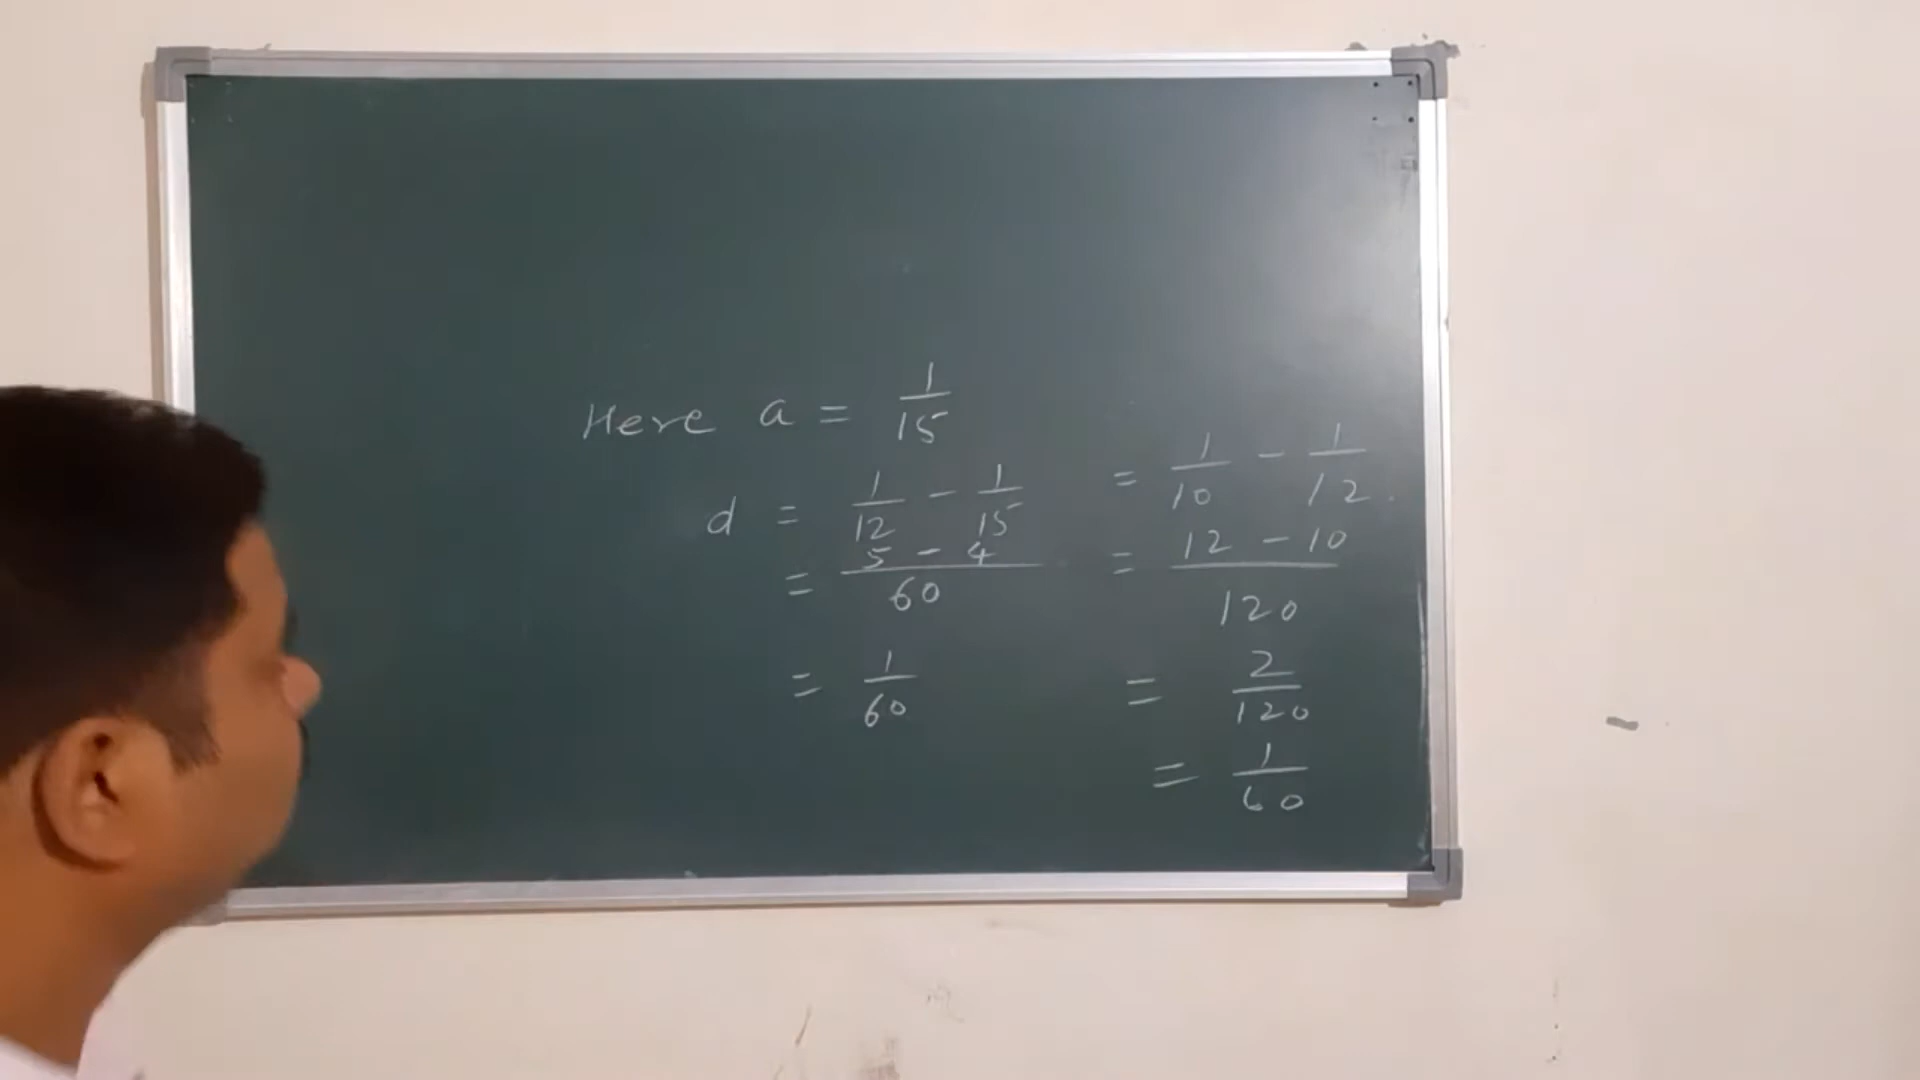 Here a = 1/15
d = 1/12 - 1/15 = 1/10 - 1/12.
= 5 - 4/60 = 12 - 10/120
= 1/60 = 2/120
= 1/60